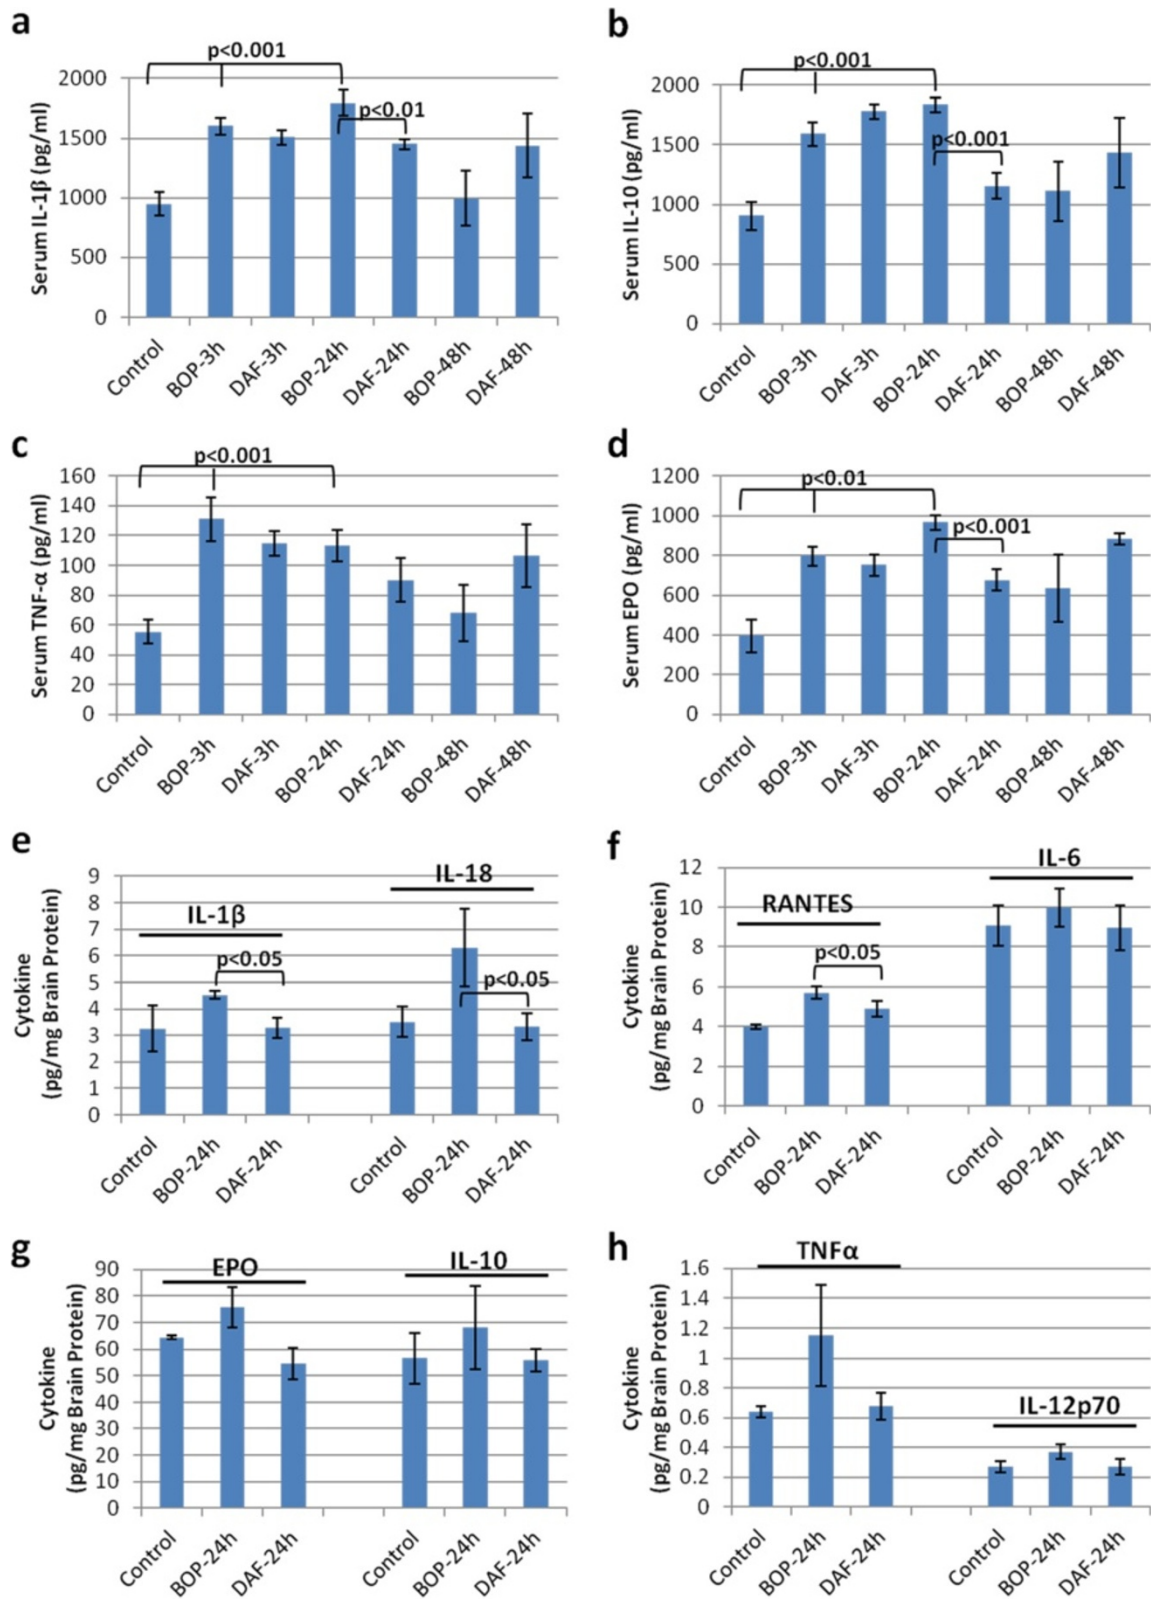 a
p<0.001
p<0.01
Serum IL-1β (pg/ml)
2000
1500
1000
500
0
Control
BOP-3h
DAF-3h
BOP-24h
DAF-24h
BOP-48h
DAF-48h
b
p<0.001
p<0.001
Serum IL-10 (pg/ml)
2000
1500
1000
500
0
Control
BOP-3h
DAF-3h
BOP-24h
DAF-24h
BOP-48h
DAF-48h
c
p<0.001
Serum TNF-α (pg/ml)
160
140
120
100
80
60
40
20
0
Control
BOP-3h
DAF-3h
BOP-24h
DAF-24h
BOP-48h
DAF-48h
d
p<0.01
p<0.001
Serum EPO (pg/ml)
1200
1000
800
600
400
200
0
Control
BOP-3h
DAF-3h
BOP-24h
DAF-24h
BOP-48h
DAF-48h
e
IL-18
IL-1β
p<0.05
p<0.05
Cytokine
(pg/mg Brain Protein)
9
8
7
6
5
4
3
2
1
0
Control
BOP-24h
DAF-24h
Control
BOP-24h
DAF-24h
f
IL-6
RANTES
p<0.05
Cytokine
(pg/mg Brain Protein)
12
10
8
6
4
2
0
Control
BOP-24h
DAF-24h
Control
BOP-24h
DAF-24h
g
EPO
IL-10
Cytokine
(pg/mg Brain Protein)
90
80
70
60
50
40
30
20
10
0
Control
BOP-24h
DAF-24h
Control
BOP-24h
DAF-24h
h
TNFα
IL-12p70
Cytokine
(pg/mg Brain Protein)
1.6
1.4
1.2
1
0.8
0.6
0.4
0.2
0
Control
BOP-24h
DAF-24h
Control
BOP-24h
DAF-24h